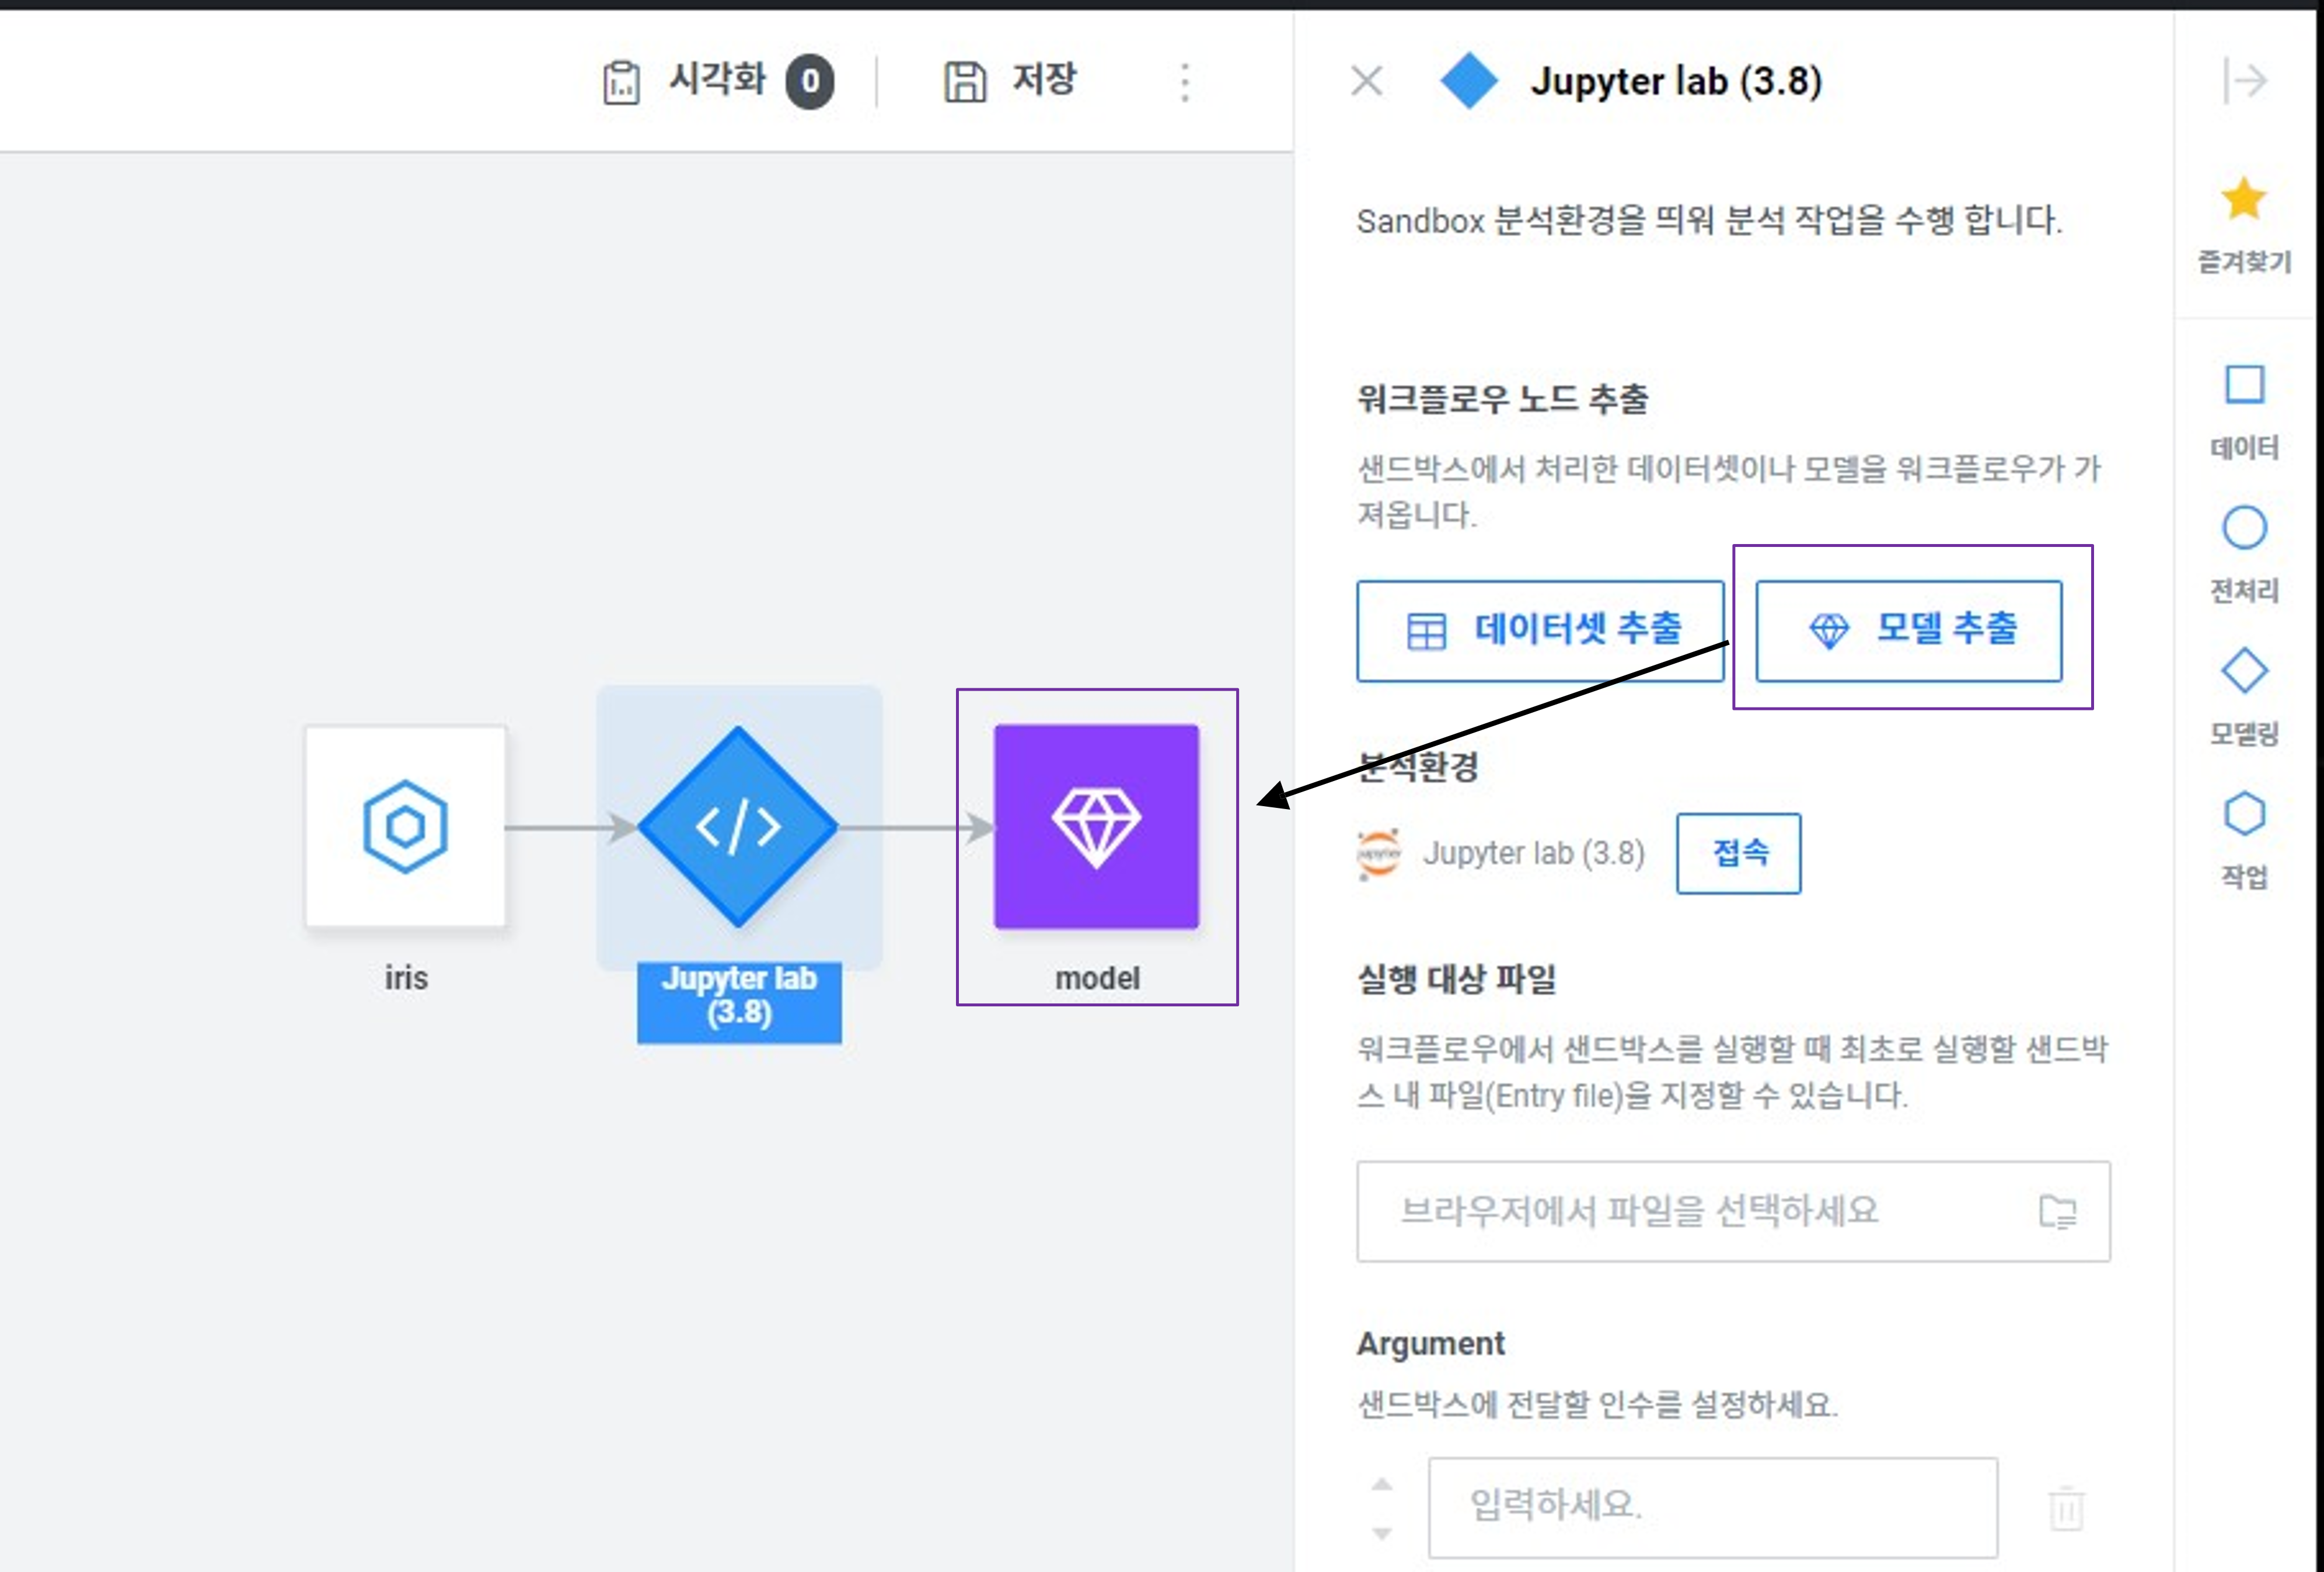 시각화 0
저장
Jupyter lab (3.8)
Sandbox 분석환경을 띄워 분석 작업을 수행 합니다.
워크플로우 노드 추출
샌드박스에서 처리한 데이터셋이나 모델을 워크플로우가 가
져옵니다.
데이터셋 추출
모델 추출
분석환경
jupyter
Jupyter lab (3.8)
접속
실행 대상 파일
워크플로우에서 샌드박스를 실행할 때 최초로 실행할 샌드박
스 내 파일(Entry file)을 지정할 수 있습니다.
브라우저에서 파일을 선택하세요
Argument
샌드박스에 전달할 인수를 설정하세요.
입력하세요.
iris
Jupyter lab
(3.8)
model
즐겨찾기
데이터
전처리
모델링
작업